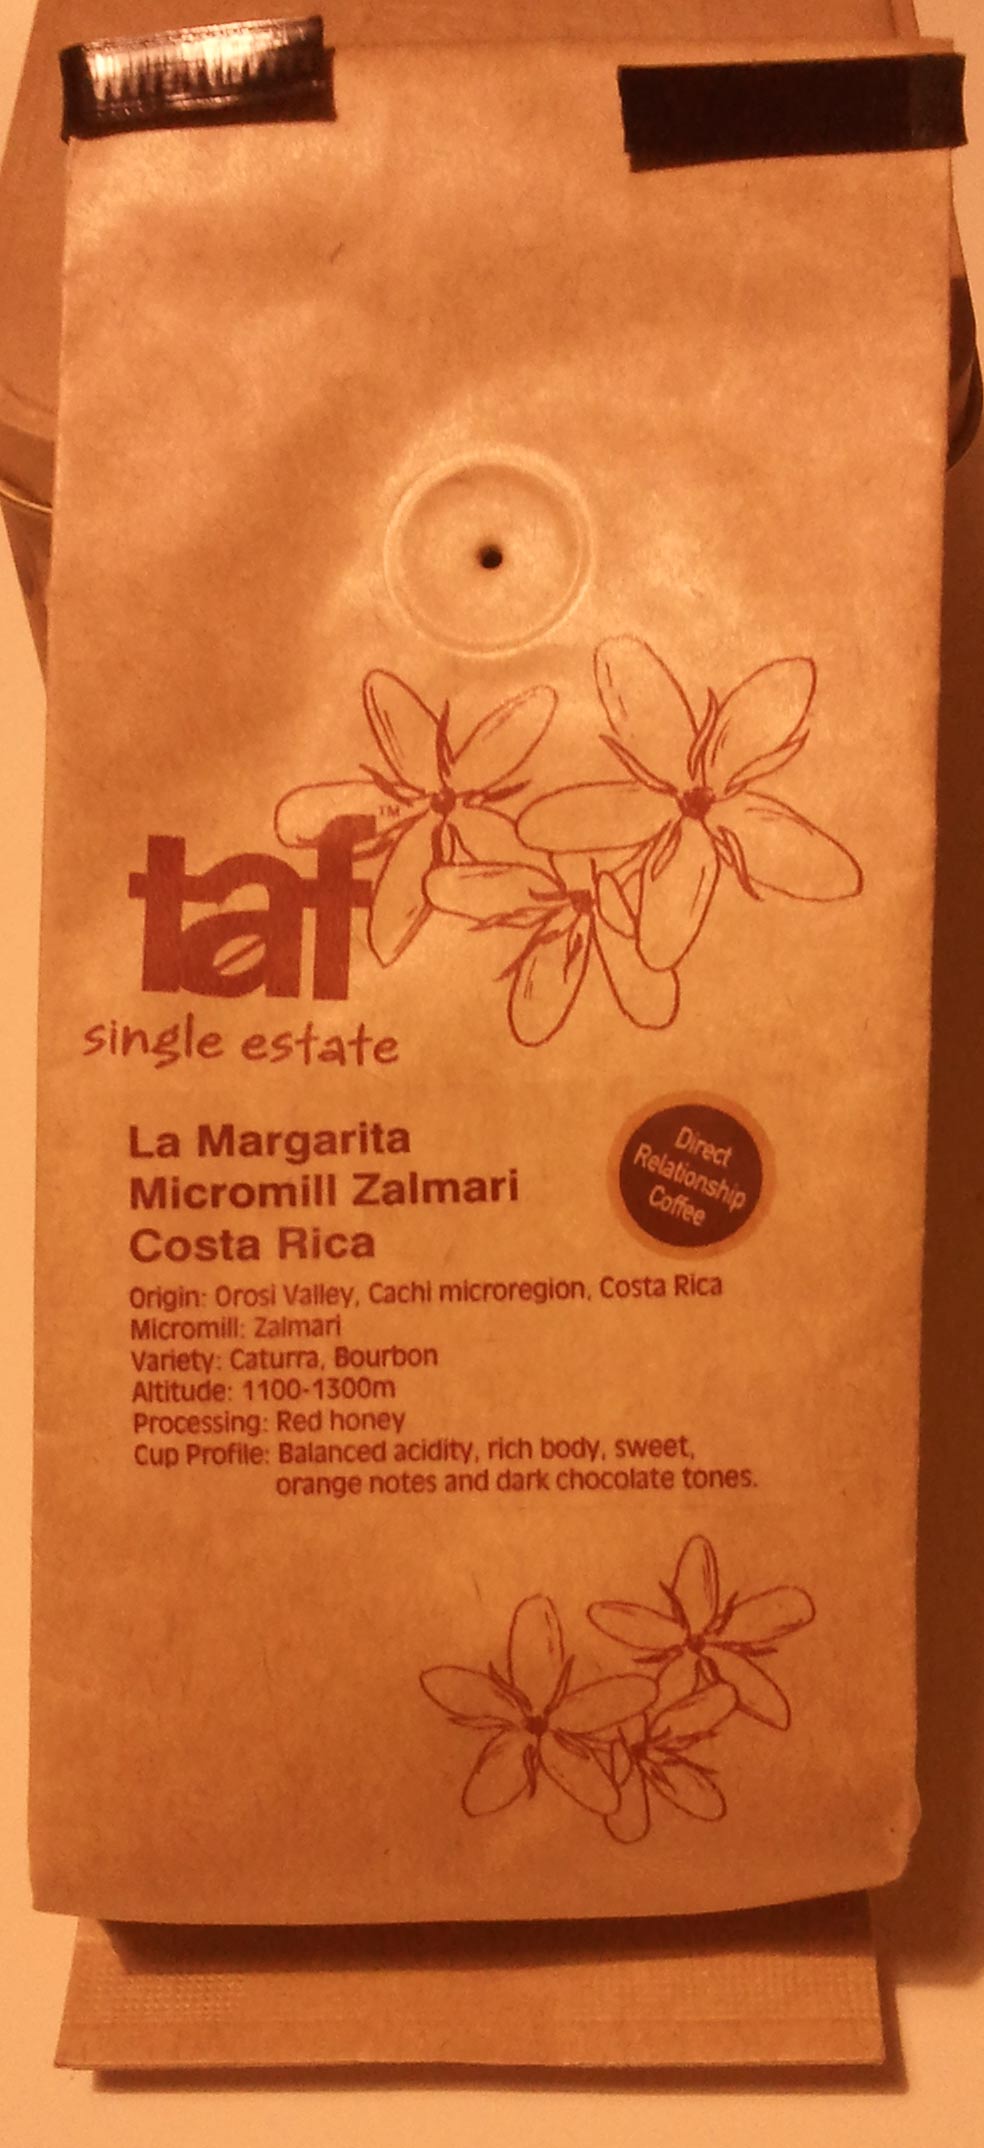 taf™
single estate
La Margarita
Micromill Zalmari
Costa Rica
Direct
Relationship
Coffee
Origin: Orosi Valley, Cachi microregion, Costa Rica
Micromill: Zalmari
Variety: Caturra, Bourbon
Altitude: 1100-1300m
Processing: Red honey
Cup Profile: Balanced acidity, rich body, sweet,
orange notes and dark chocolate tones.